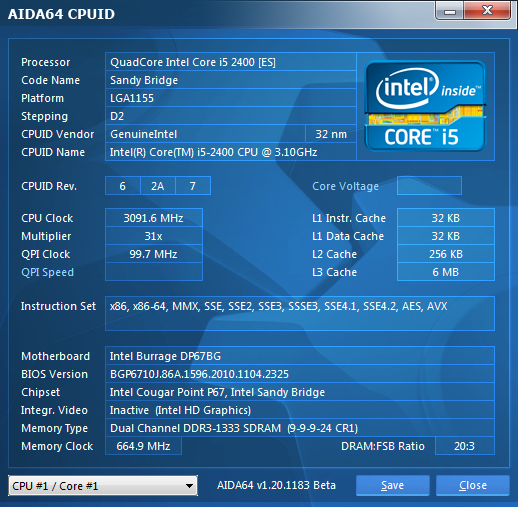 AIDA64 CPUID
Processor QuadCore Intel Core i5 2400 [ES]
Code Name Sandy Bridge
Platform LGA1155
Stepping D2
CPUID Vendor GenuineIntel 32 nm
CPUID Name Intel(R) Core(TM) i5-2400 CPU @ 3.10GHz
intel inside™
CORE™ i5
CPUID Rev. 6 2A 7 Core Voltage
CPU Clock 3091.6 MHz L1 Instr. Cache 32 KB
Multiplier 31x L1 Data Cache 32 KB
QPI Clock 99.7 MHz L2 Cache 256 KB
QPI Speed L3 Cache 6 MB
Instruction Set x86, x86-64, MMX, SSE, SSE2, SSE3, SSSE3, SSE4.1, SSE4.2, AES, AVX
Motherboard Intel Burrage DP67BG
BIOS Version BGP6710J.86A.1596.2010.1104.2325
Chipset Intel Cougar Point P67, Intel Sandy Bridge
Integr. Video Inactive (Intel HD Graphics)
Memory Type Dual Channel DDR3-1333 SDRAM (9-9-9-24 CR1)
Memory Clock 664.9 MHz DRAM:FSB Ratio 20:3
CPU #1 / Core #1 AIDA64 v1.20.1183 Beta Save Close